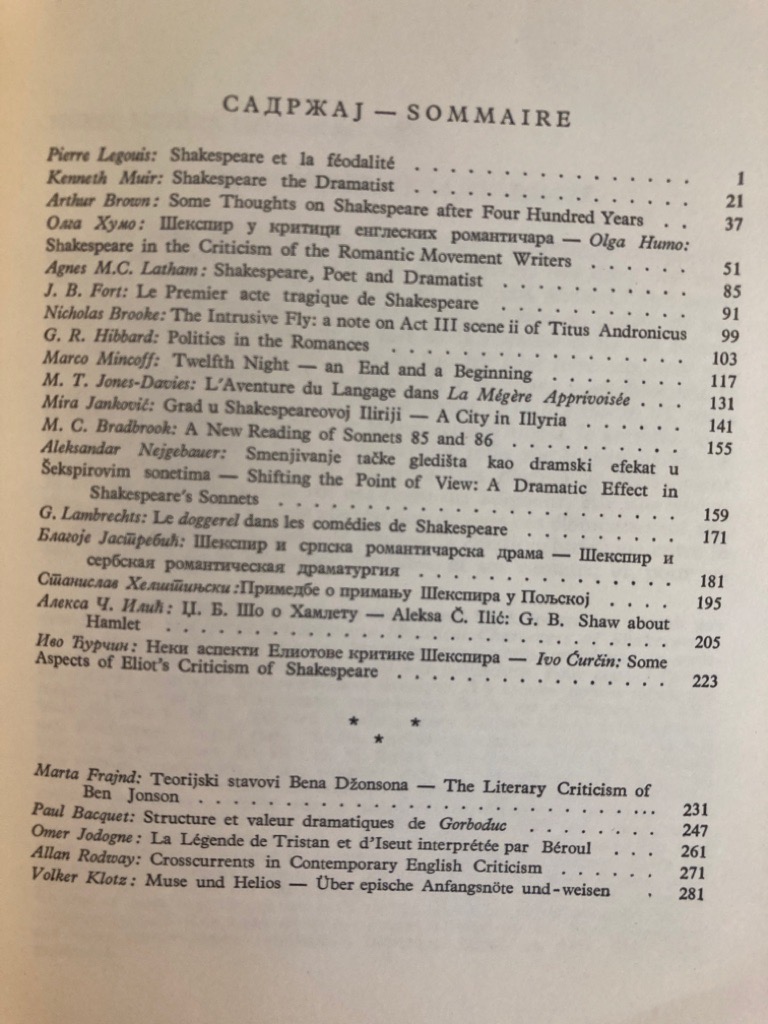 САДРЖАЈ — SOMMAIRE
Pierre Legouis: Shakespeare et la féodalité . . . . . . . . . . . . . . . 1
Kenneth Muir: Shakespeare the Dramatist . . . . . . . . . . . . . . . 21
Arthur Brown: Some Thoughts on Shakespeare after Four Hundred Years . . 37
Олга Хумо: Шекспир у критици енглеских романтичара — Olga Humo:
Shakespeare in the Criticism of the Romantic Movement Writers . . . . . . 51
Agnes M.C. Latham: Shakespeare, Poet and Dramatist . . . . . . . . . . . 85
J. B. Fort: Le Premier acte tragique de Shakespeare . . . . . . . . . . . 91
Nicholas Brooke: The Intrusive Fly: a note on Act III scene ii of Titus Andronicus 99
G. R. Hibbard: Politics in the Romances . . . . . . . . . . . . . . . . 103
Marco Mincoff: Twelfth Night — an End and a Beginning . . . . . . . . 117
M. T. Jones-Davies: L'Aventure du Langage dans La Mégère Apprivoisée . . . 131
Mira Janković: Grad u Shakespeareovoj Iliriji — A City in Illyria . . . . . . 141
M. C. Bradbrook: A New Reading of Sonnets 85 and 86 . . . . . . . . . . 155
Aleksandar Nejgebauer: Smenjivanje tačke gledišta kao dramski efekat u
Šekspirovim sonetima — Shifting the Point of View: A Dramatic Effect in
Shakespeare's Sonnets . . . . . . . . . . . . . . . . . . . . . 159
G. Lambrechts: Le doggerel dans les comédies de Shakespeare . . . . . . . . 171
Благоје Јастребић: Шекспир и српска романтичарска драма — Шекспир и
сербская романтическая драматургия . . . . . . . . . . . . . . 181
Станислав Хелштињски: Примедбе о примању Шекспира у Пољској . . . . 195
Алекса Ч. Илић: Џ. Б. Шо о Хамлету — Aleksa Č. Ilić: G. B. Shaw about
Hamlet . . . . . . . . . . . . . . . . . . . . . . . . . . 205
Иво Ћурчин: Неки аспекти Елиотове критике Шекспира — Ivo Ćurčin: Some
Aspects of Eliot's Criticism of Shakespeare . . . . . . . . . . . . . . . . 223
* * *
Marta Frajnd: Teorijski stavovi Bena Džonsona — The Literary Criticism of
Ben Jonson . . . . . . . . . . . . . . . . . . . . . . . . . . . 231
Paul Bacquet: Structure et valeur dramatiques de Gorboduc . . . . . . . . 247
Omer Jodogne: La Légende de Tristan et d'Iseut interprétée par Béroul . . . 261
Allan Rodway: Crosscurrents in Contemporary English Criticism . . . . . . 271
Volker Klotz: Muse und Helios — Über epische Anfangsnöte und-weisen . 281